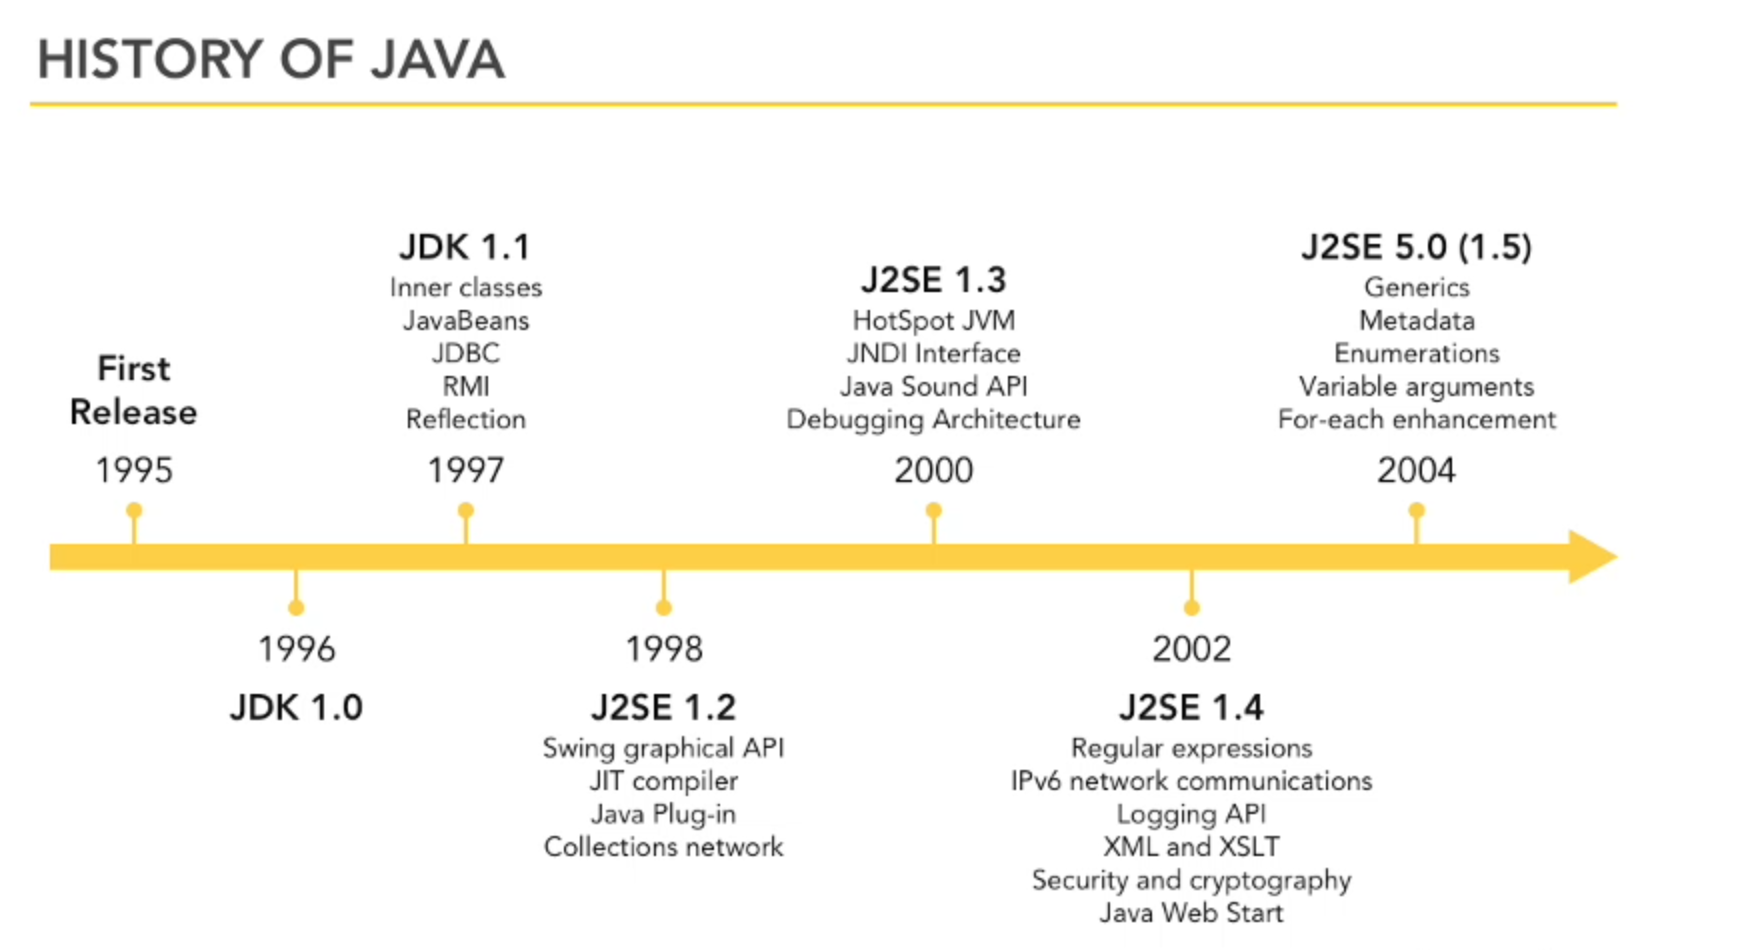 HISTORY OF JAVA
First
Release
1995
JDK 1.1
Inner classes
JavaBeans
JDBC
RMI
Reflection
1997
J2SE 1.3
HotSpot JVM
JNDI Interface
Java Sound API
Debugging Architecture
2000
J2SE 5.0 (1.5)
Generics
Metadata
Enumerations
Variable arguments
For-each enhancement
2004
1996
JDK 1.0
1998
J2SE 1.2
Swing graphical API
JIT compiler
Java Plug-in
Collections network
2002
J2SE 1.4
Regular expressions
IPv6 network communications
Logging API
XML and XSLT
Security and cryptography
Java Web Start